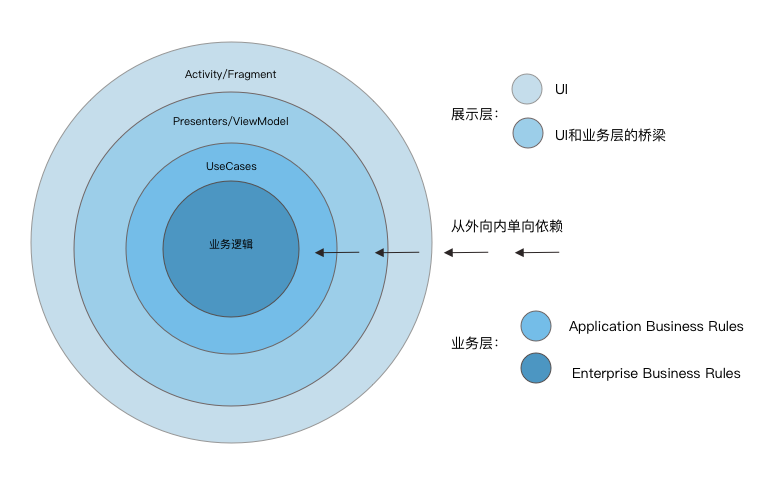 Activity/Fragment
Presenters/ViewModel
UseCases
业务逻辑
展示层：
UI
UI和业务层的桥梁
从外向内单向依赖
业务层：
Application Business Rules
Enterprise Business Rules